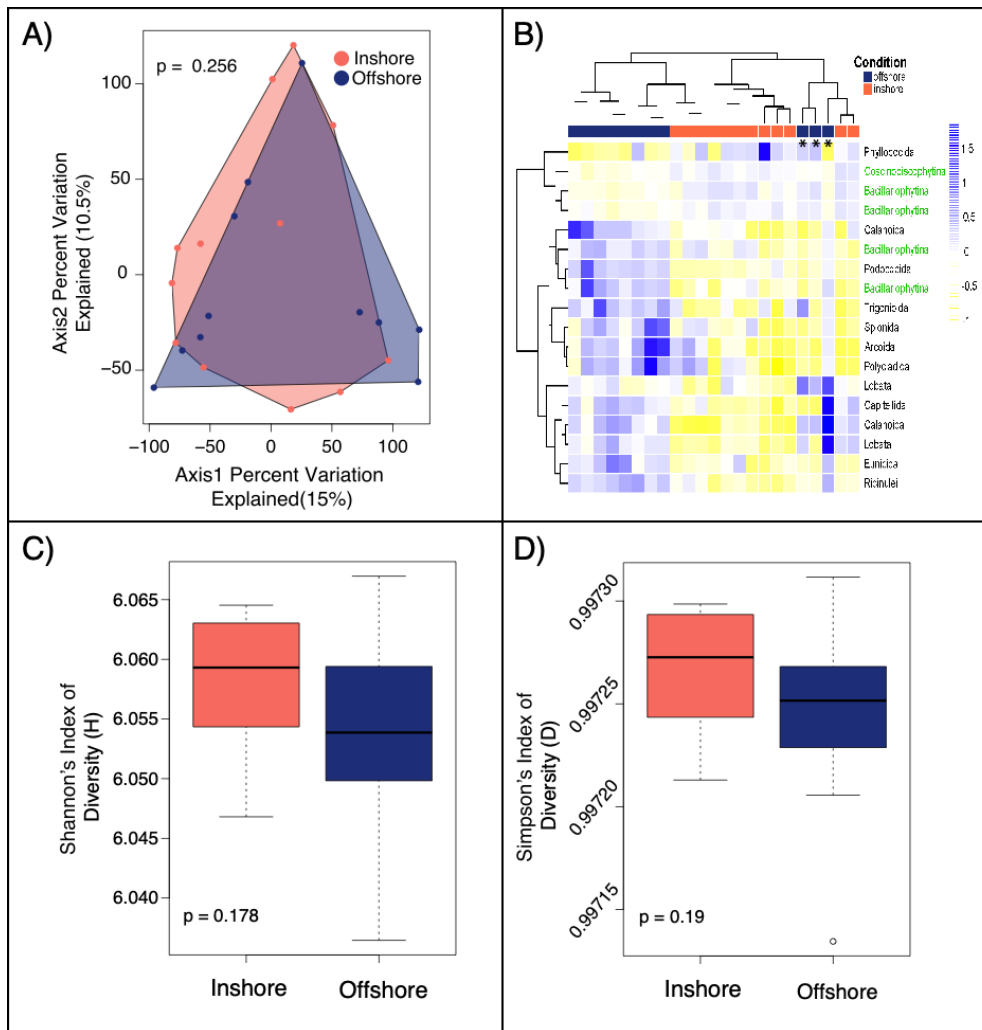 A)
p = 0.256
Inshore
Offshore
100
50
0
−50
−100
−50
0
50
100
Axis2 Percent Variation
Explained (10.5%)
Axis1 Percent Variation
Explained(15%)
B)
Condition
offshore
inshore
* * *
1.5
1
0.5
0
-0.5
Phyllodocida
Coscinodiscophytina
Bacillariophytina
Bacillariophytina
Calanoida
Bacillariophytina
Podocopida
Bacillariophytina
Trigenioida
Spionida
Arcoida
Polycladida
Lobata
Capitellida
Calanoida
Lobata
Eunicida
Ricinulei
C)
6.065
6.060
6.055
6.050
6.045
6.040
Shannon's Index of
Diversity (H)
p = 0.178
Inshore
Offshore
D)
0.99730
0.99725
0.99720
0.99715
Simpson's Index of
Diversity (D)
p = 0.19
Inshore
Offshore